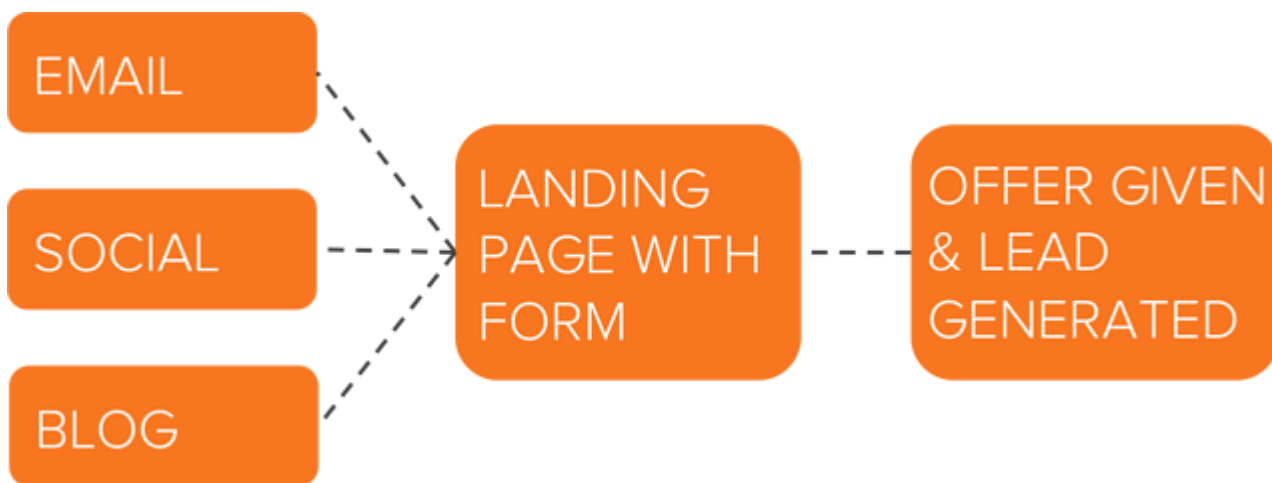 EMAIL
SOCIAL
BLOG
LANDING
PAGE WITH
FORM
OFFER GIVEN
& LEAD
GENERATED